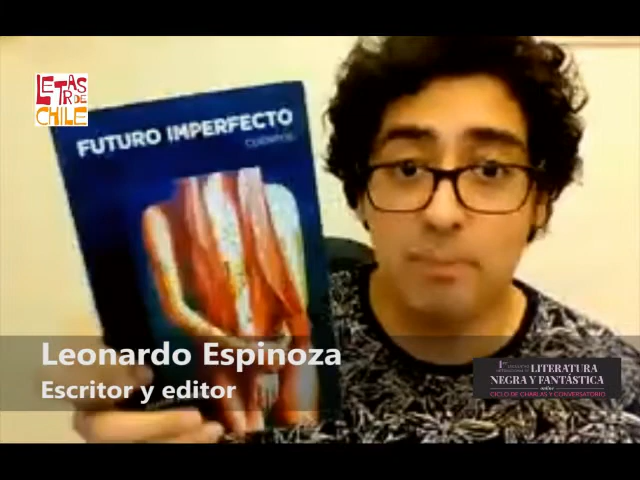 LETRAS
DE
CHILE
FUTURO IMPERFECTO
Leonardo Espinoza
Escritor y editor
LITERATURA
NEGRA Y FANTÁSTICA
CICLO DE CHARLAS Y CONVERSATORIO